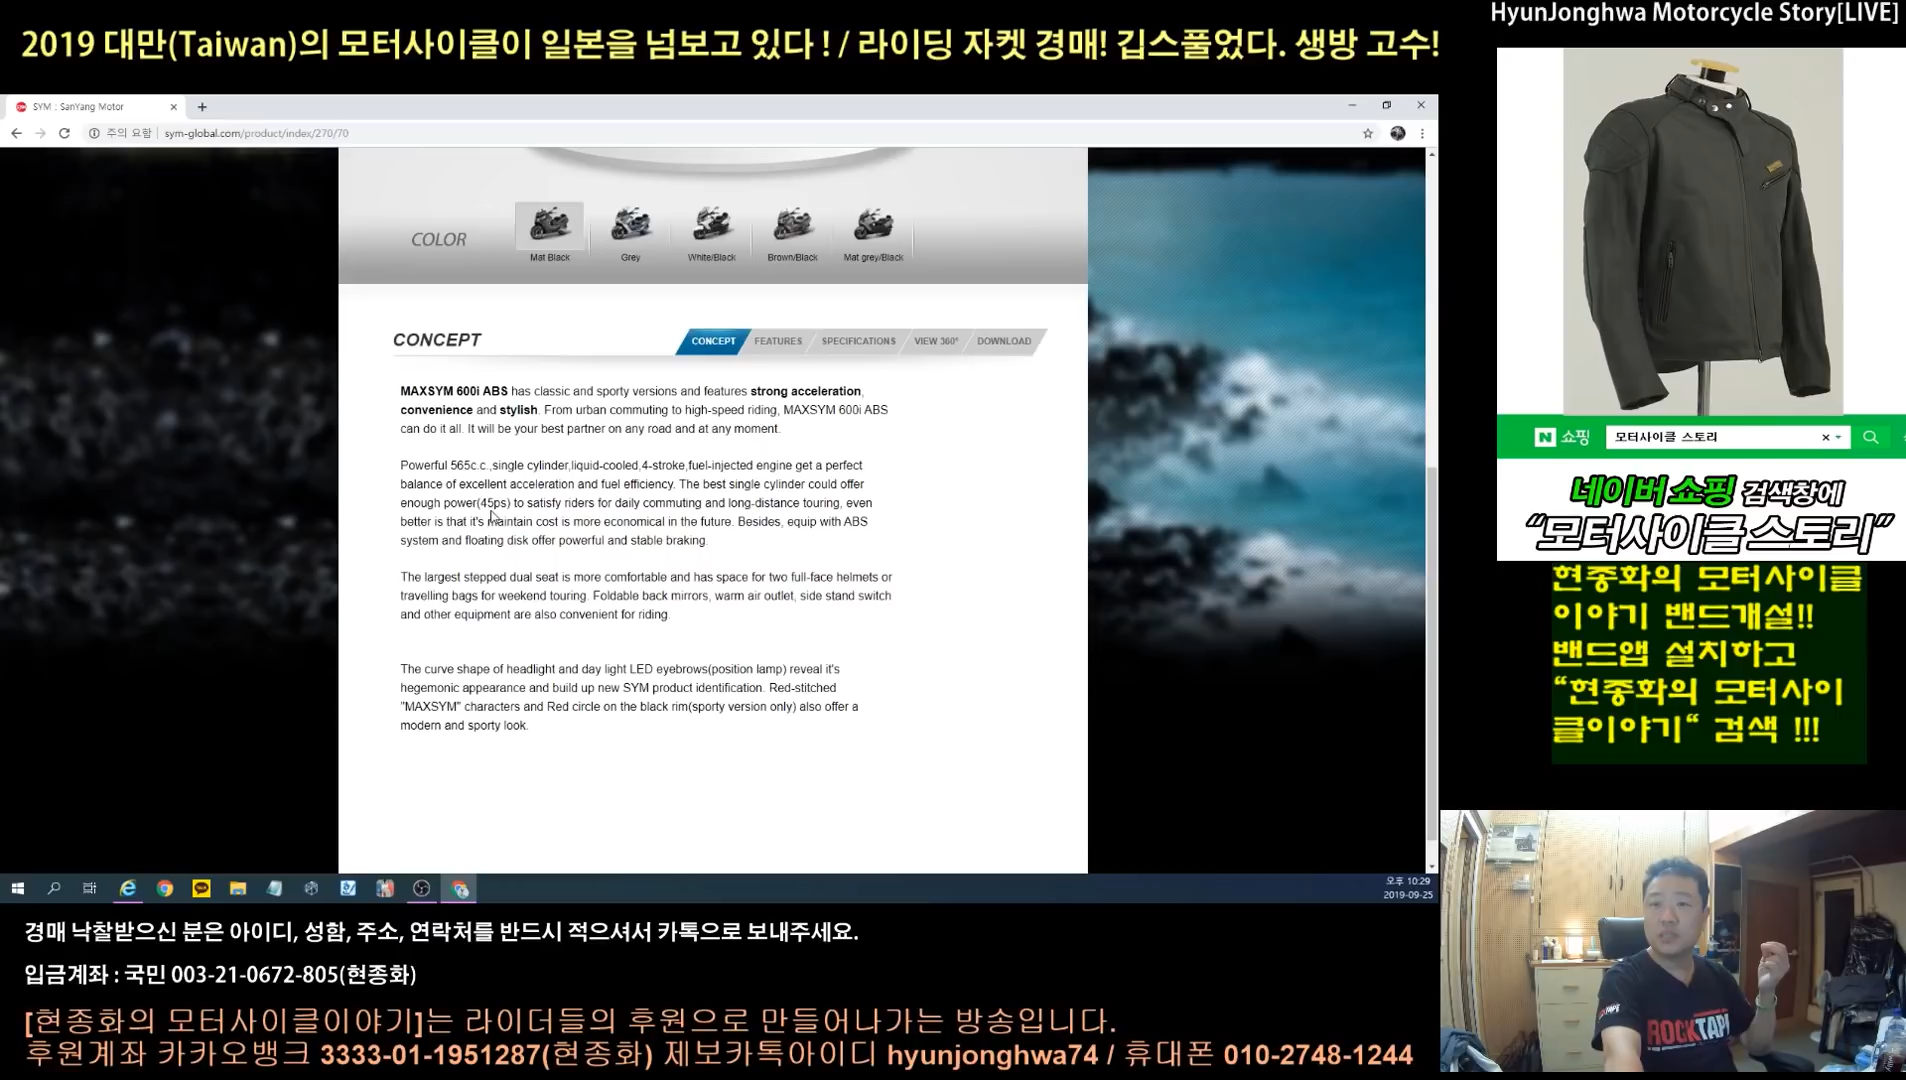 HyunJonghwa Motorcycle Story[LIVE]
2019 대만(Taiwan)의 모터사이클이 일본을 넘보고 있다 ! / 라이딩 자켓 경매! 깁스풀었다. 생방 고수!
SYM : SanYang Motor
주의 요함
sym-global.com/product/index/270/70
COLOR
Mat Black
Grey
White/Black
Brown/Black
Mat grey/Black
CONCEPT
CONCEPT
FEATURES
SPECIFICATIONS
VIEW 360°
DOWNLOAD
MAXSYM 600i ABS has classic and sporty versions and features strong acceleration,
convenience and stylish. From urban commuting to high-speed riding, MAXSYM 600i ABS
can do it all. It will be your best partner on any road and at any moment.
Powerful 565c.c.,single cylinder,liquid-cooled,4-stroke,fuel-injected engine get a perfect
balance of excellent acceleration and fuel efficiency. The best single cylinder could offer
enough power(45ps) to satisfy riders for daily commuting and long-distance touring, even
better is that it's maintain cost is more economical in the future. Besides, equip with ABS
system and floating disk offer powerful and stable braking.
The largest stepped dual seat is more comfortable and has space for two full-face helmets or
travelling bags for weekend touring. Foldable back mirrors, warm air outlet, side stand switch
and other equipment are also convenient for riding.
The curve shape of headlight and day light LED eyebrows(position lamp) reveal it's
hegemonic appearance and build up new SYM product identification. Red-stitched
"MAXSYM" characters and Red circle on the black rim(sporty version only) also offer a
modern and sporty look.
오후 10:29
2019-09-25
N 쇼핑
모터사이클 스토리
네이버 쇼핑 검색창에
“모터사이클 스토리”
현종화의 모터사이클
이야기 밴드개설!!
밴드앱 설치하고
“현종화의 모터사이
클이야기“ 검색 !!!
ROCKTAPE
경매 낙찰받으신 분은 아이디, 성함, 주소, 연락처를 반드시 적으셔서 카톡으로 보내주세요.
입금계좌 : 국민 003-21-0672-805(현종화)
[현종화의 모터사이클이야기]는 라이더들의 후원으로 만들어나가는 방송입니다.
후원계좌 카카오뱅크 3333-01-1951287(현종화) 제보카톡아이디 hyunjonghwa74 / 휴대폰 010-2748-1244